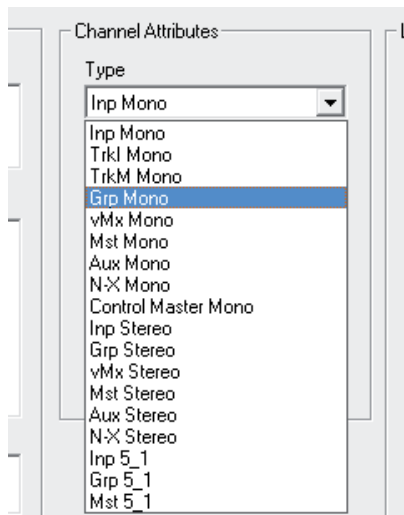 Channel Attributes
Type
Inp Mono
Inp Mono
TrkI Mono
TrkM Mono
Grp Mono
vMx Mono
Mst Mono
Aux Mono
N-X Mono
Control Master Mono
Inp Stereo
Grp Stereo
vMx Stereo
Mst Stereo
Aux Stereo
N-X Stereo
Inp 5_1
Grp 5_1
Mst 5_1